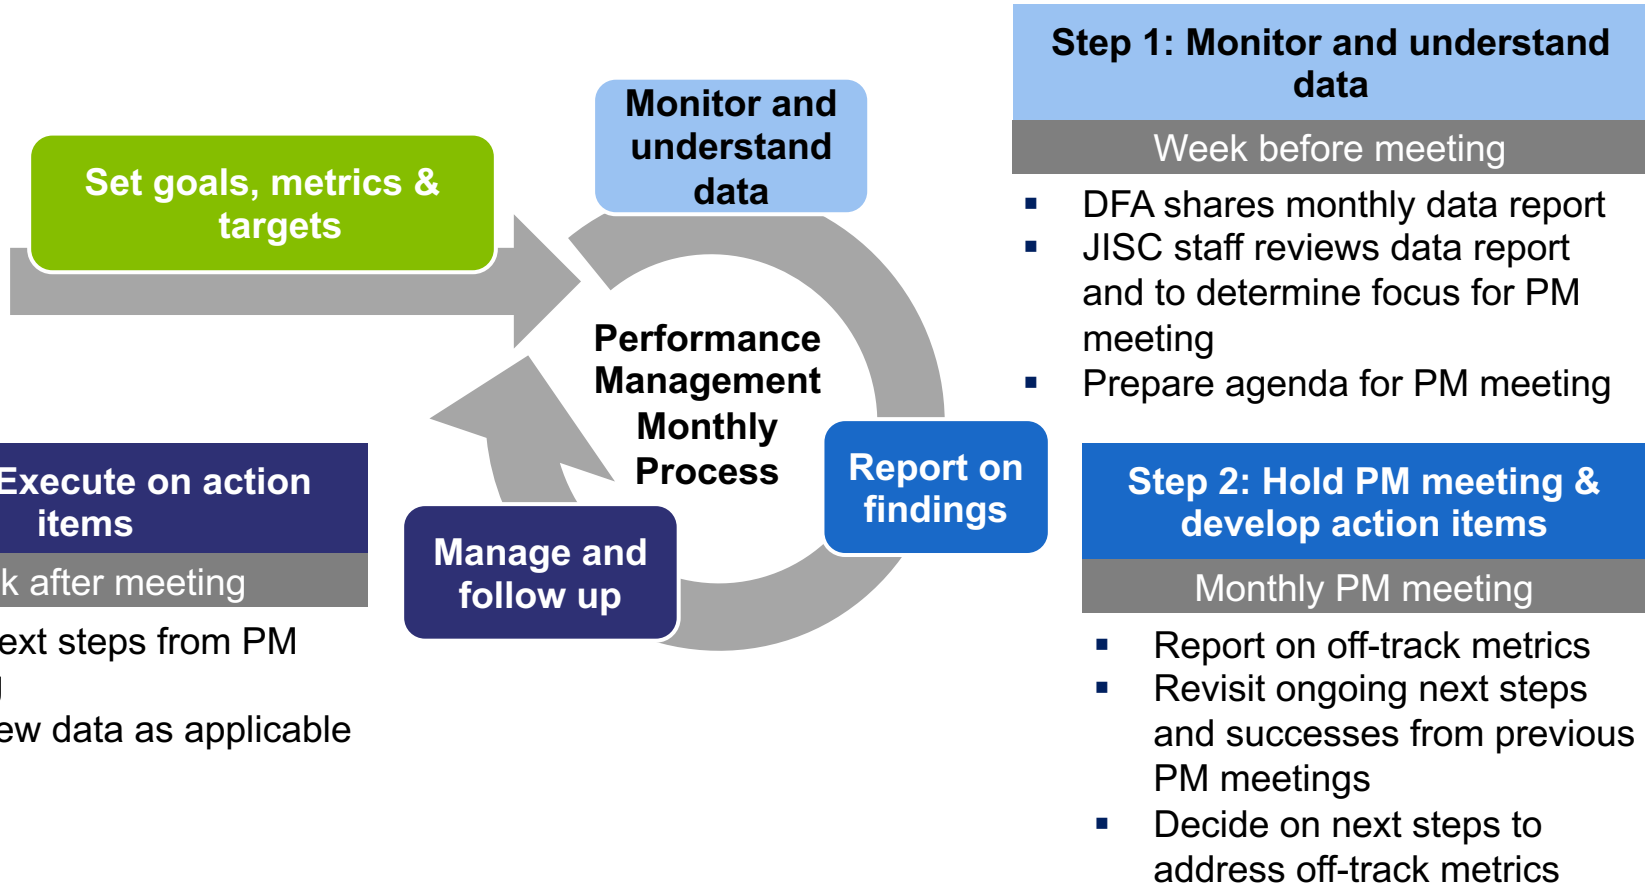 Set goals, metrics &
targets
Monitor and
understand
data
Performance
Management
Monthly
Process
Report on
findings
Manage and
follow up
Step 1: Monitor and understand
data
Week before meeting
▪ DFA shares monthly data report
▪ JISC staff reviews data report
and to determine focus for PM
meeting
▪ Prepare agenda for PM meeting
Step 2: Hold PM meeting &
develop action items
Monthly PM meeting
▪ Report on off-track metrics
▪ Revisit ongoing next steps
and successes from previous
PM meetings
▪ Decide on next steps to
address off-track metrics
Execute on action
items
after meeting
steps from PM
data as applicable